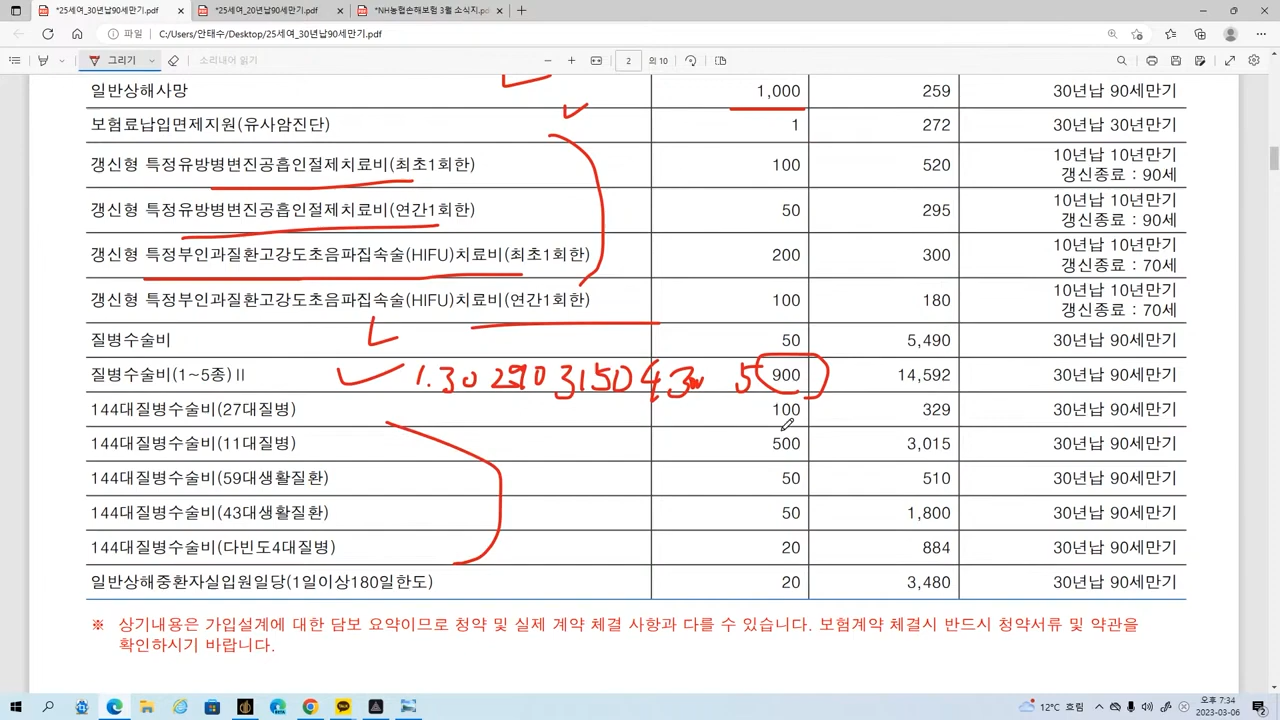 *25세여_30년납90세만기.pdf
*25세여_20년납90세만기.pdf
*NH농협손해보험 3월 소식지.pdf
C:/Users/안태수/Desktop/25세여_30년납90세만기.pdf
그리기
소리내어 읽기
2 의 10
일반상해사망 1,000 259 30년납 90세만기
보험료납입면제지원(유사암진단) 1 272 30년납 30년만기
갱신형 특정유방병변진공흡인절제치료비(최초1회한) 100 520 10년납 10년만기
갱신종료 : 90세
갱신형 특정유방병변진공흡인절제치료비(연간1회한) 50 295 10년납 10년만기
갱신종료 : 90세
갱신형 특정부인과질환고강도초음파집속술(HIFU)치료비(최초1회한) 200 300 10년납 10년만기
갱신종료 : 70세
갱신형 특정부인과질환고강도초음파집속술(HIFU)치료비(연간1회한) 100 180 10년납 10년만기
갱신종료 : 70세
질병수술비 50 5,490 30년납 90세만기
질병수술비(1~5종)Ⅱ 1.30 3150 5 900 14,592 30년납 90세만기
144대질병수술비(27대질병) 100 329 30년납 90세만기
144대질병수술비(11대질병) 500 3,015 30년납 90세만기
144대질병수술비(59대생활질환) 50 510 30년납 90세만기
144대질병수술비(43대생활질환) 50 1,800 30년납 90세만기
144대질병수술비(다빈도4대질병) 20 884 30년납 90세만기
일반상해중환자실입원일당(1일이상180일한도) 20 3,480 30년납 90세만기
※ 상기내용은 가입설계에 대한 담보 요약이므로 청약 및 실제 계약 체결 사항과 다를 수 있습니다. 보험계약 체결시 반드시 청약서류 및 약관을
확인하시기 바랍니다.
12°C 흐림
오후 7:34
2023-03-06